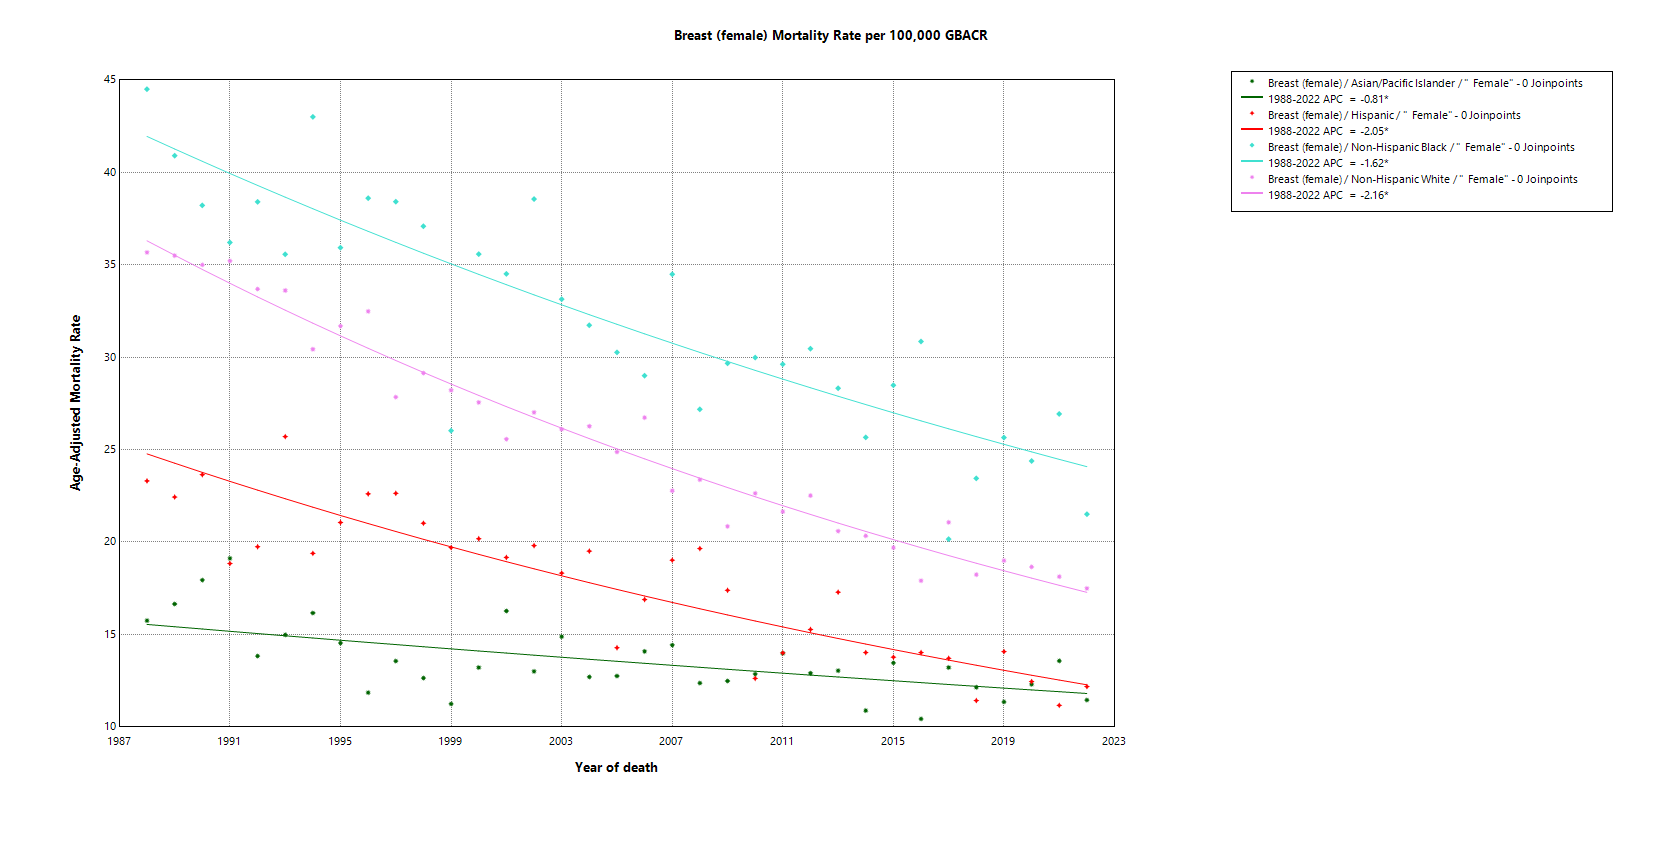 Breast (female) Mortality Rate per 100,000 GBACR
45
40
35
30
25
20
15
10
Age-Adjusted Mortality Rate
1987 1991 1995 1999 2003 2007 2011 2015 2019 2023
Year of death
Breast (female) / Asian/Pacific Islander / " Female" - 0 Joinpoints
1988-2022 APC = -0.81*
Breast (female) / Hispanic / " Female" - 0 Joinpoints
1988-2022 APC = -2.05*
Breast (female) / Non-Hispanic Black / " Female" - 0 Joinpoints
1988-2022 APC = -1.62*
Breast (female) / Non-Hispanic White / " Female" - 0 Joinpoints
1988-2022 APC = -2.16*